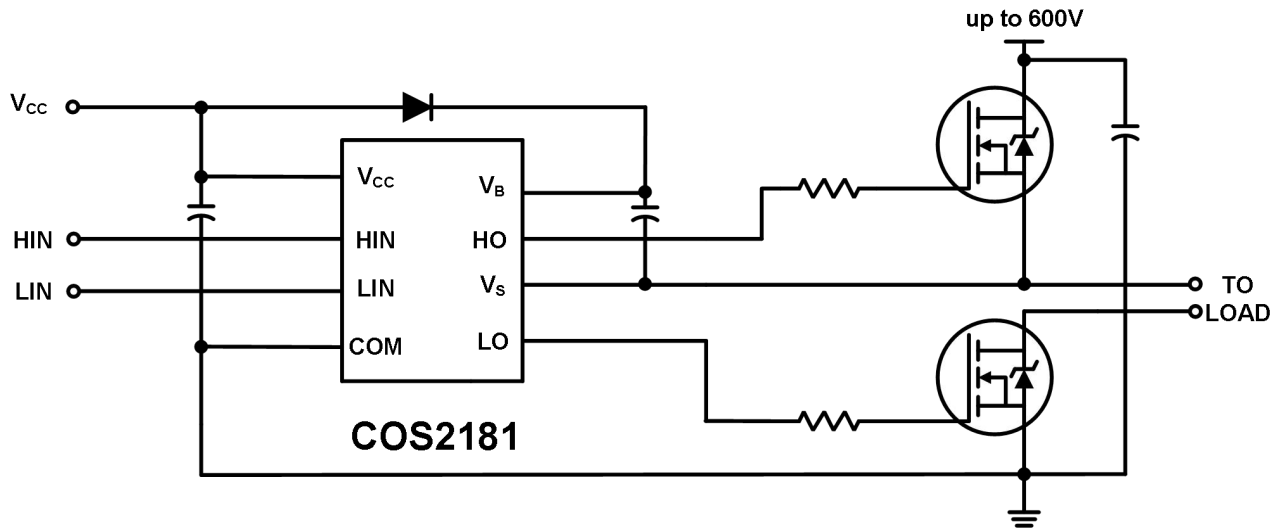 up to 600V
VCC
VCC
VB
HIN
HIN
HO
LIN
LIN
VS
TO
LOAD
COM
LO
COS2181